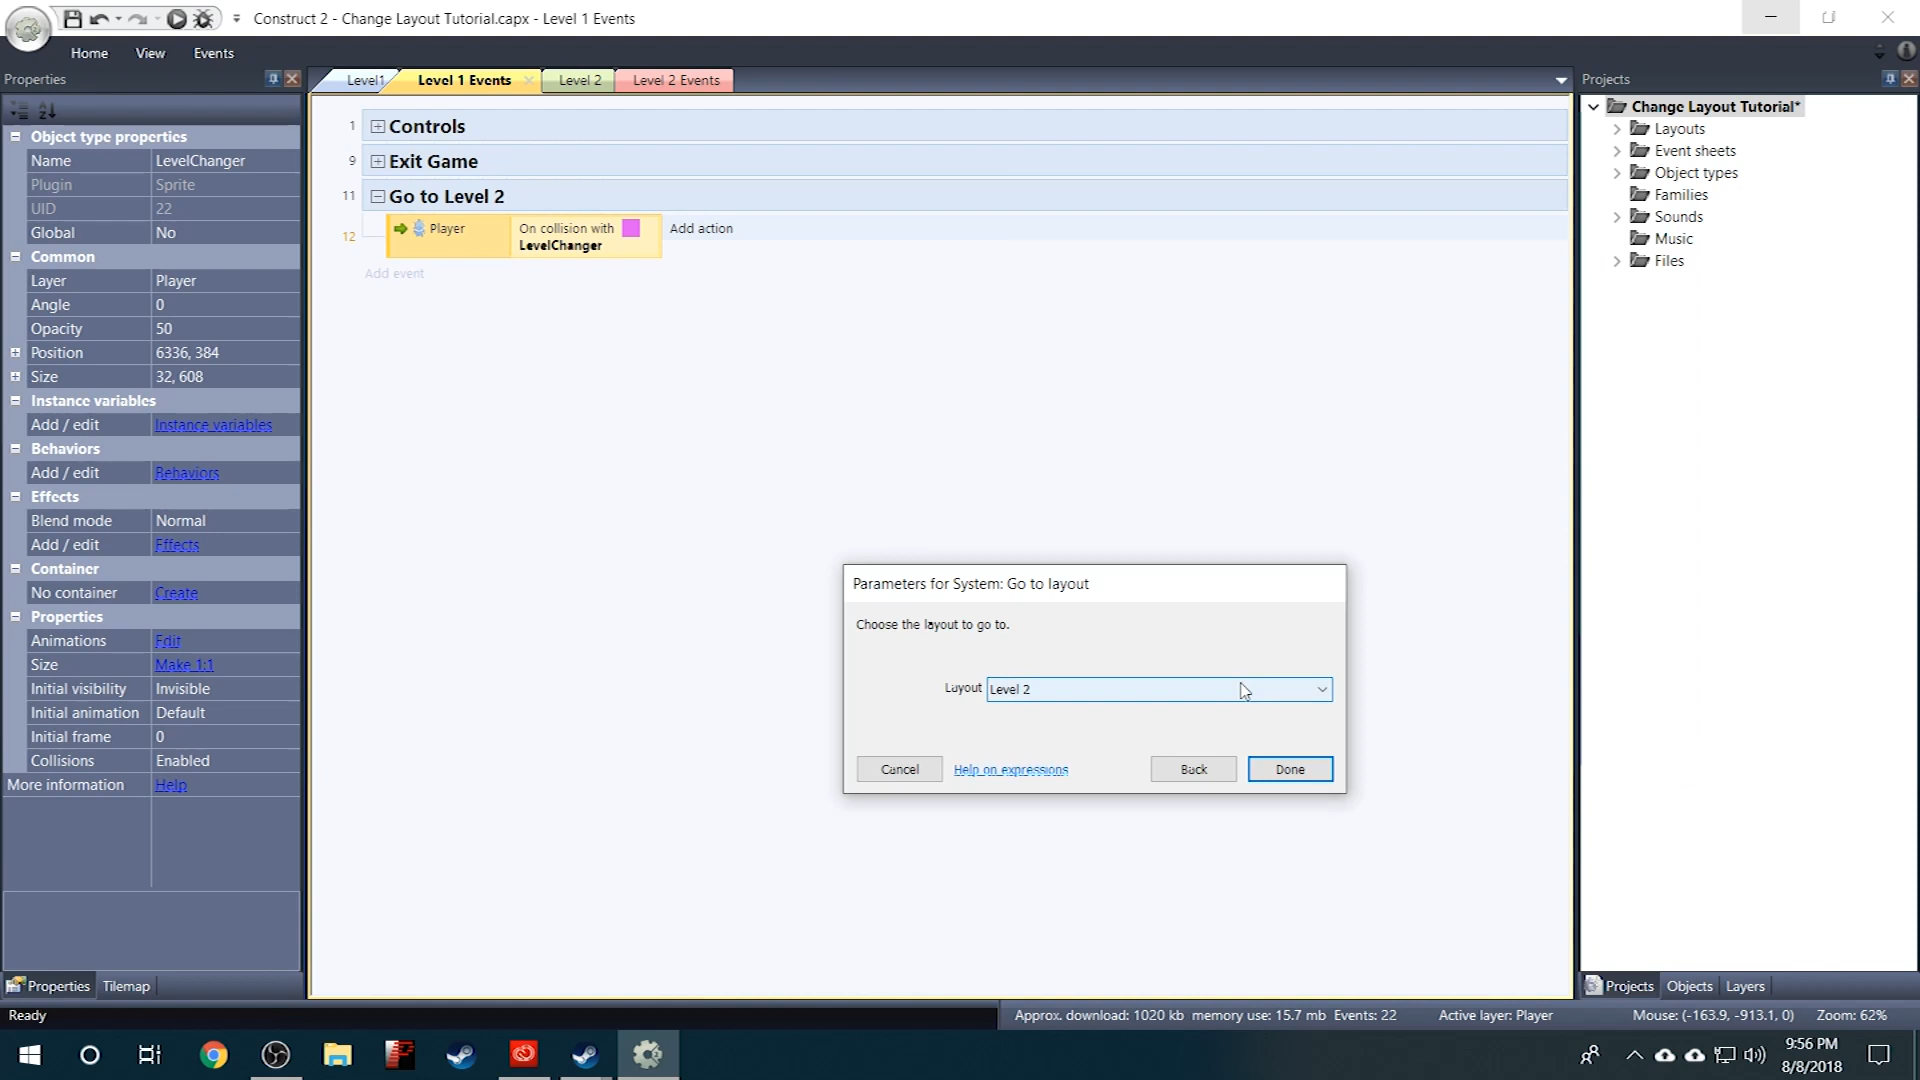 Construct 2 - Change Layout Tutorial.capx - Level 1 Events
Home View Events
Properties
Level1 Level 1 Events Level 2 Level 2 Events
Projects
Object type properties
Name LevelChanger
Plugin Sprite
UID 22
Global No
Common
Layer Player
Angle 0
Opacity 50
Position 6336, 384
Size 32, 608
Instance variables
Add / edit Instance variables
Behaviors
Add / edit Behaviors
Effects
Blend mode Normal
Add / edit Effects
Container
No container Create
Properties
Animations Edit
Size Make 1:1
Initial visibility Invisible
Initial animation Default
Initial frame 0
Collisions Enabled
More information Help
Properties Tilemap
1 Controls
9 Exit Game
11 Go to Level 2
12 Player On collision with LevelChanger Add action
Add event
Parameters for System: Go to layout
Choose the layout to go to.
Layout Level 2
Cancel Help on expressions Back Done
Change Layout Tutorial*
Layouts
Event sheets
Object types
Families
Sounds
Music
Files
Projects Objects Layers
Ready
Approx. download: 1020 kb memory use: 15.7 mb Events: 22 Active layer: Player Mouse: (-163.9, -913.1, 0) Zoom: 62%
9:56 PM
8/8/2018